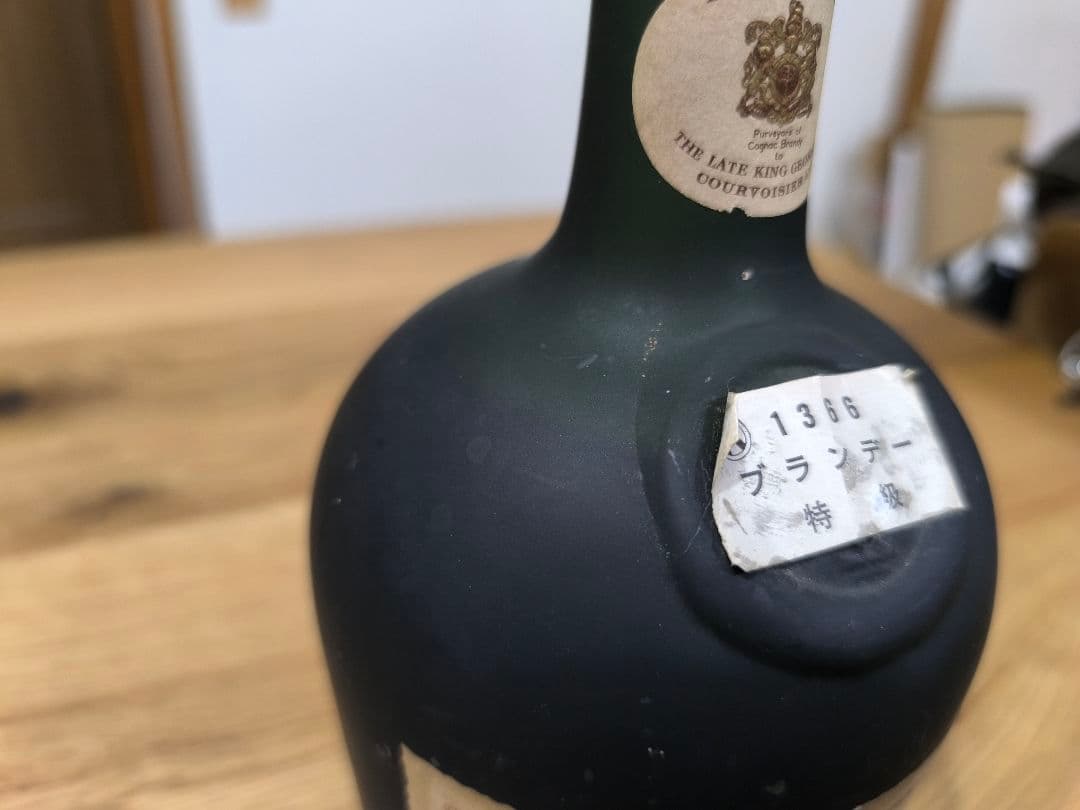 Purveyors of
Cognac Brandy
to
THE LATE KING
COURVOISIER
1366
ブランデー
特級